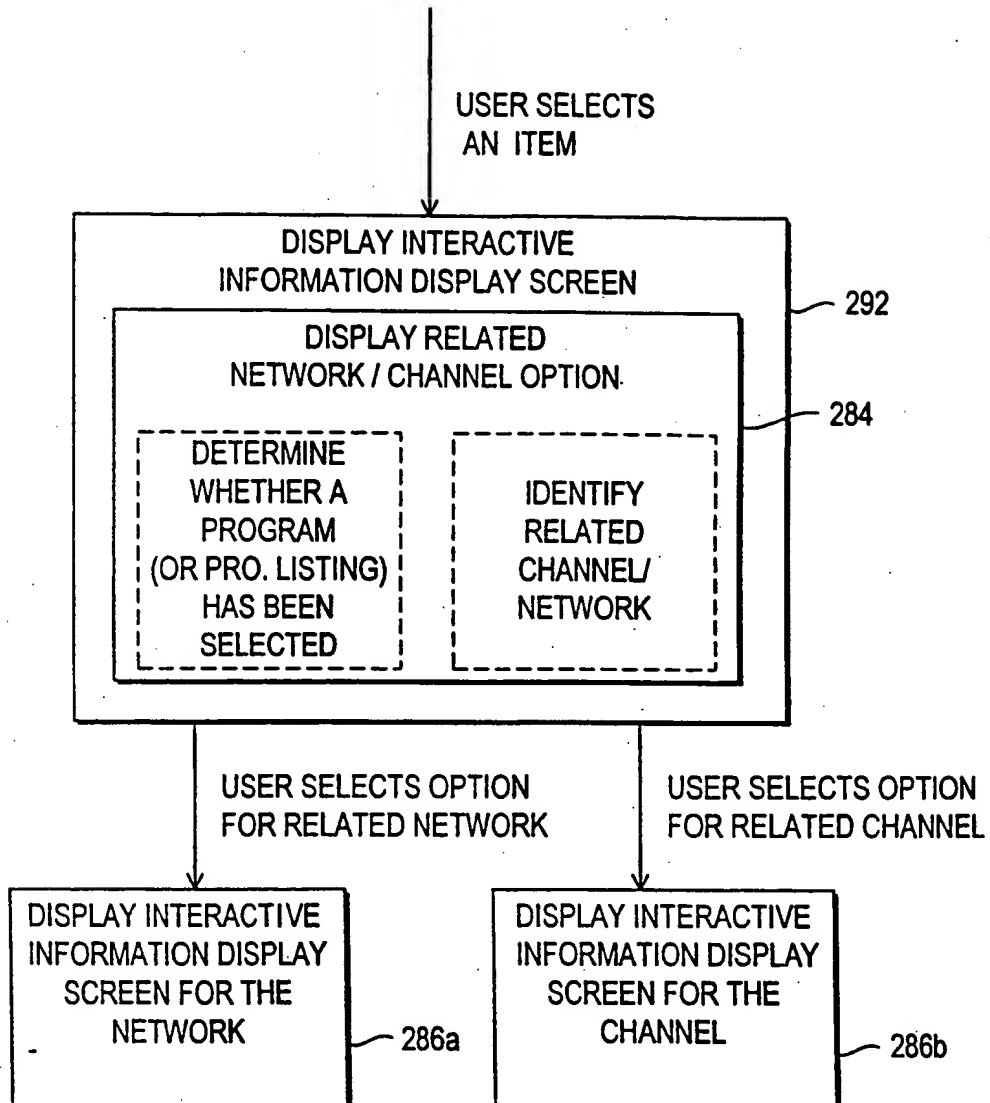 USER SELECTS
AN ITEM
DISPLAY INTERACTIVE
INFORMATION DISPLAY SCREEN
292
DISPLAY RELATED
NETWORK / CHANNEL OPTION
284
DETERMINE
WHETHER A
PROGRAM
(OR PRO. LISTING)
HAS BEEN
SELECTED
IDENTIFY
RELATED
CHANNEL/
NETWORK
USER SELECTS OPTION
FOR RELATED NETWORK
USER SELECTS OPTION
FOR RELATED CHANNEL
DISPLAY INTERACTIVE
INFORMATION DISPLAY
SCREEN FOR THE
NETWORK
286a
DISPLAY INTERACTIVE
INFORMATION DISPLAY
SCREEN FOR THE
CHANNEL
286b